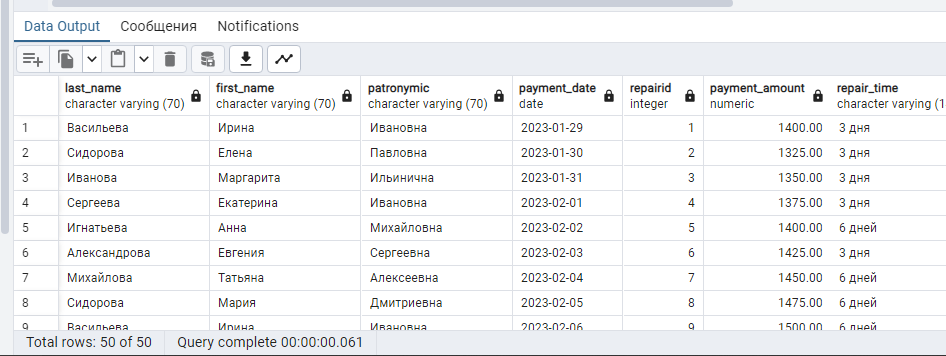 Data Output Сообщения Notifications
last_name first_name patronymic payment_date repairid payment_amount repair_time
character varying (70) character varying (70) character varying (70) date integer numeric character varying (1
1 Васильева Ирина Ивановна 2023-01-29 1 1400.00 3 дня
2 Сидорова Елена Павловна 2023-01-30 2 1325.00 3 дня
3 Иванова Маргарита Ильинична 2023-01-31 3 1350.00 3 дня
4 Сергеева Екатерина Ивановна 2023-02-01 4 1375.00 3 дня
5 Игнатьева Анна Михайловна 2023-02-02 5 1400.00 6 дней
6 Александрова Евгения Сергеевна 2023-02-03 6 1425.00 3 дня
7 Михайлова Татьяна Алексеевна 2023-02-04 7 1450.00 6 дней
8 Сидорова Мария Дмитриевна 2023-02-05 8 1475.00 6 дней
9 Васильева Ирина Ивановна 2023-02-06 9 1500.00 6 дней
Total rows: 50 of 50 Query complete 00:00:00.061